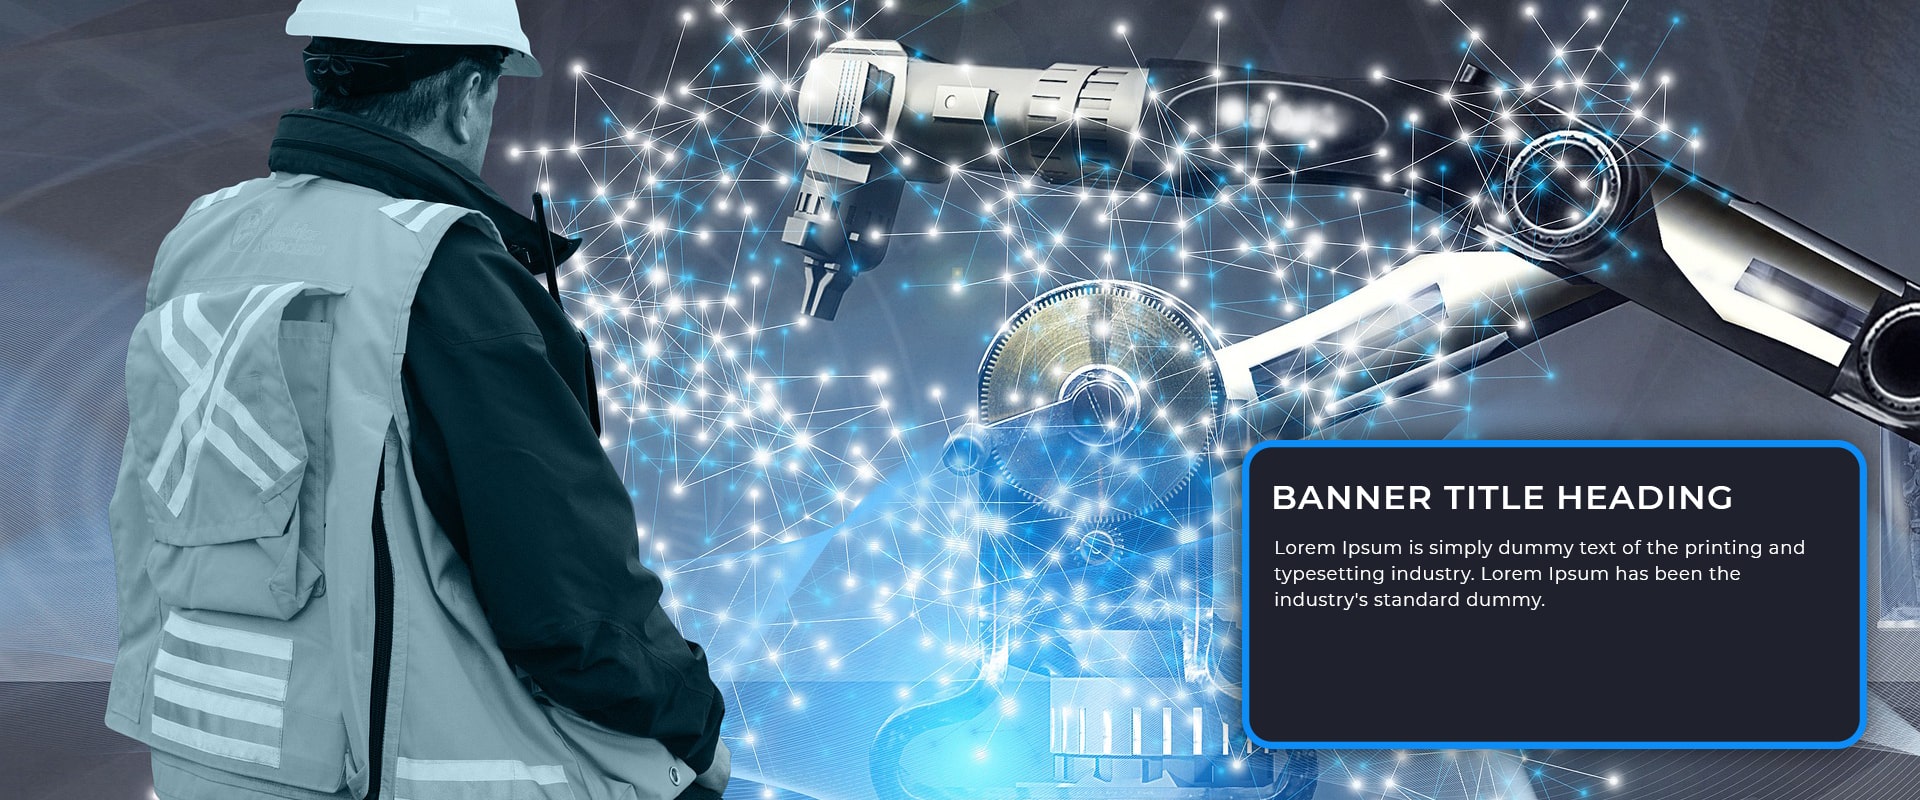 BANNER TITLE HEADING
Lorem Ipsum is simply dummy text of the printing and
typesetting industry. Lorem Ipsum has been the
industry's standard dummy.